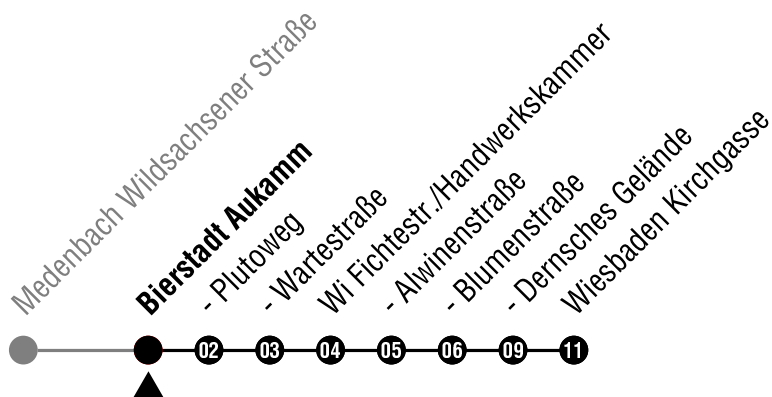 Medenbach Wildsachsener Straße
Bierstadt Aukamm
- Plutoweg
- Wartestraße
Wi Fichtestr./Handwerkskammer
- Alwinenstraße
- Blumenstraße
- Dernsches Gelände
Wiesbaden Kirchgasse
02 03 04 05 06 09 11